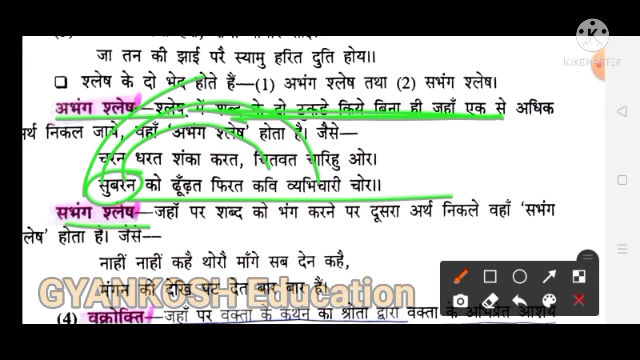 जा तन की झाई परै स्यामु हरित दुति होय॥
❑ श्लेष के दो भेद होते हैं—(1) अभंग श्लेष तथा (2) सभंग श्लेष।
अभंग श्लेष—श्लेष में शब्द के दो टुकड़े किये बिना ही जहाँ एक से अधिक
अर्थ निकल जाये, वहाँ 'अभंग श्लेष' होता है। जैसे—
चरन धरत शंका करत, चितवत चारिहु ओर।
सुबरन को ढूँढ़त फिरत कवि व्यभिचारी चोर॥
सभंग श्लेष—जहाँ पर शब्द को भंग करने पर दूसरा अर्थ निकले वहाँ 'सभंग
श्लेष' होता है। जैसे—
नाहीं नाहीं कहै थोरौ माँगे सब देन कहै,
मंगन को देखि पट देत बार बार हैं।
GYANKOSH Education
(4) वक्रोक्ति—जहाँ पर वक्ता के कथन का श्रोता द्वारा वक्ता के अभिप्रेत आशय
KINEMASTER